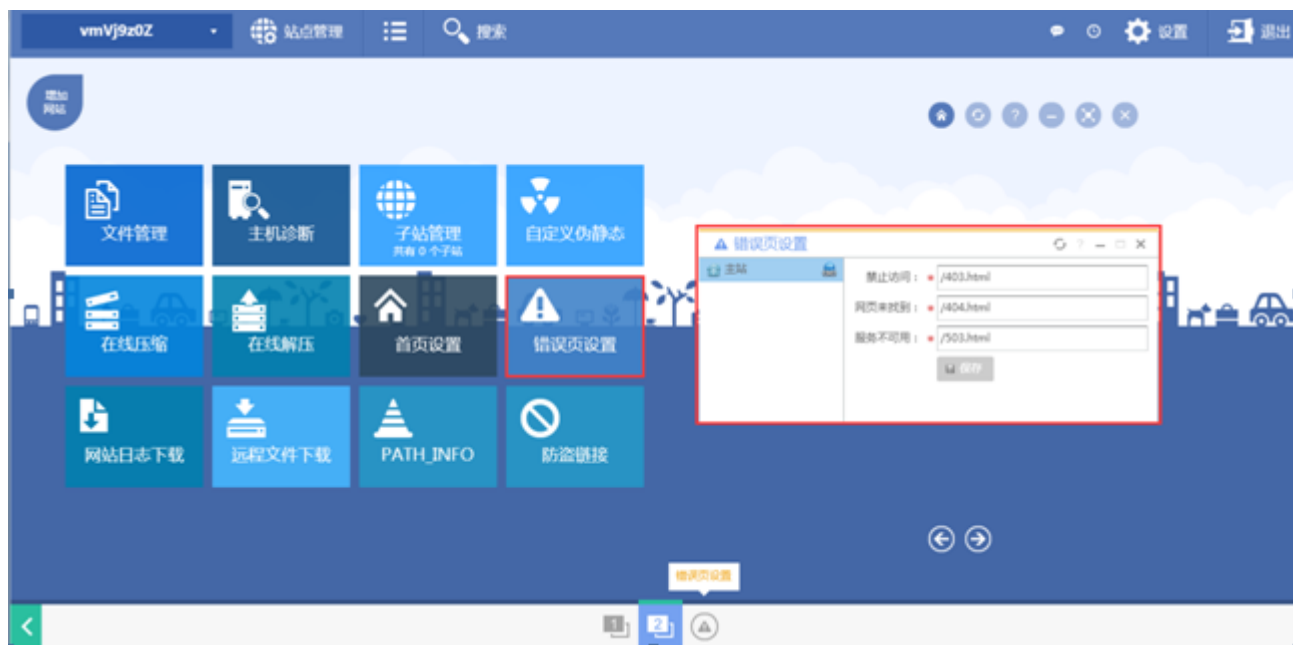 vmVj9z0Z
站点管理
搜索
设置
退出
增加
网站
文件管理
主机诊断
子站管理
共有 0 个子站
自定义伪静态
在线压缩
在线解压
首页设置
错误页设置
网站日志下载
远程文件下载
PATH_INFO
防盗链接
错误页设置
主站
禁止访问： * /403.html
网页未找到： * /404.html
服务不可用： * /503.html
保存
错误页设置
1
2